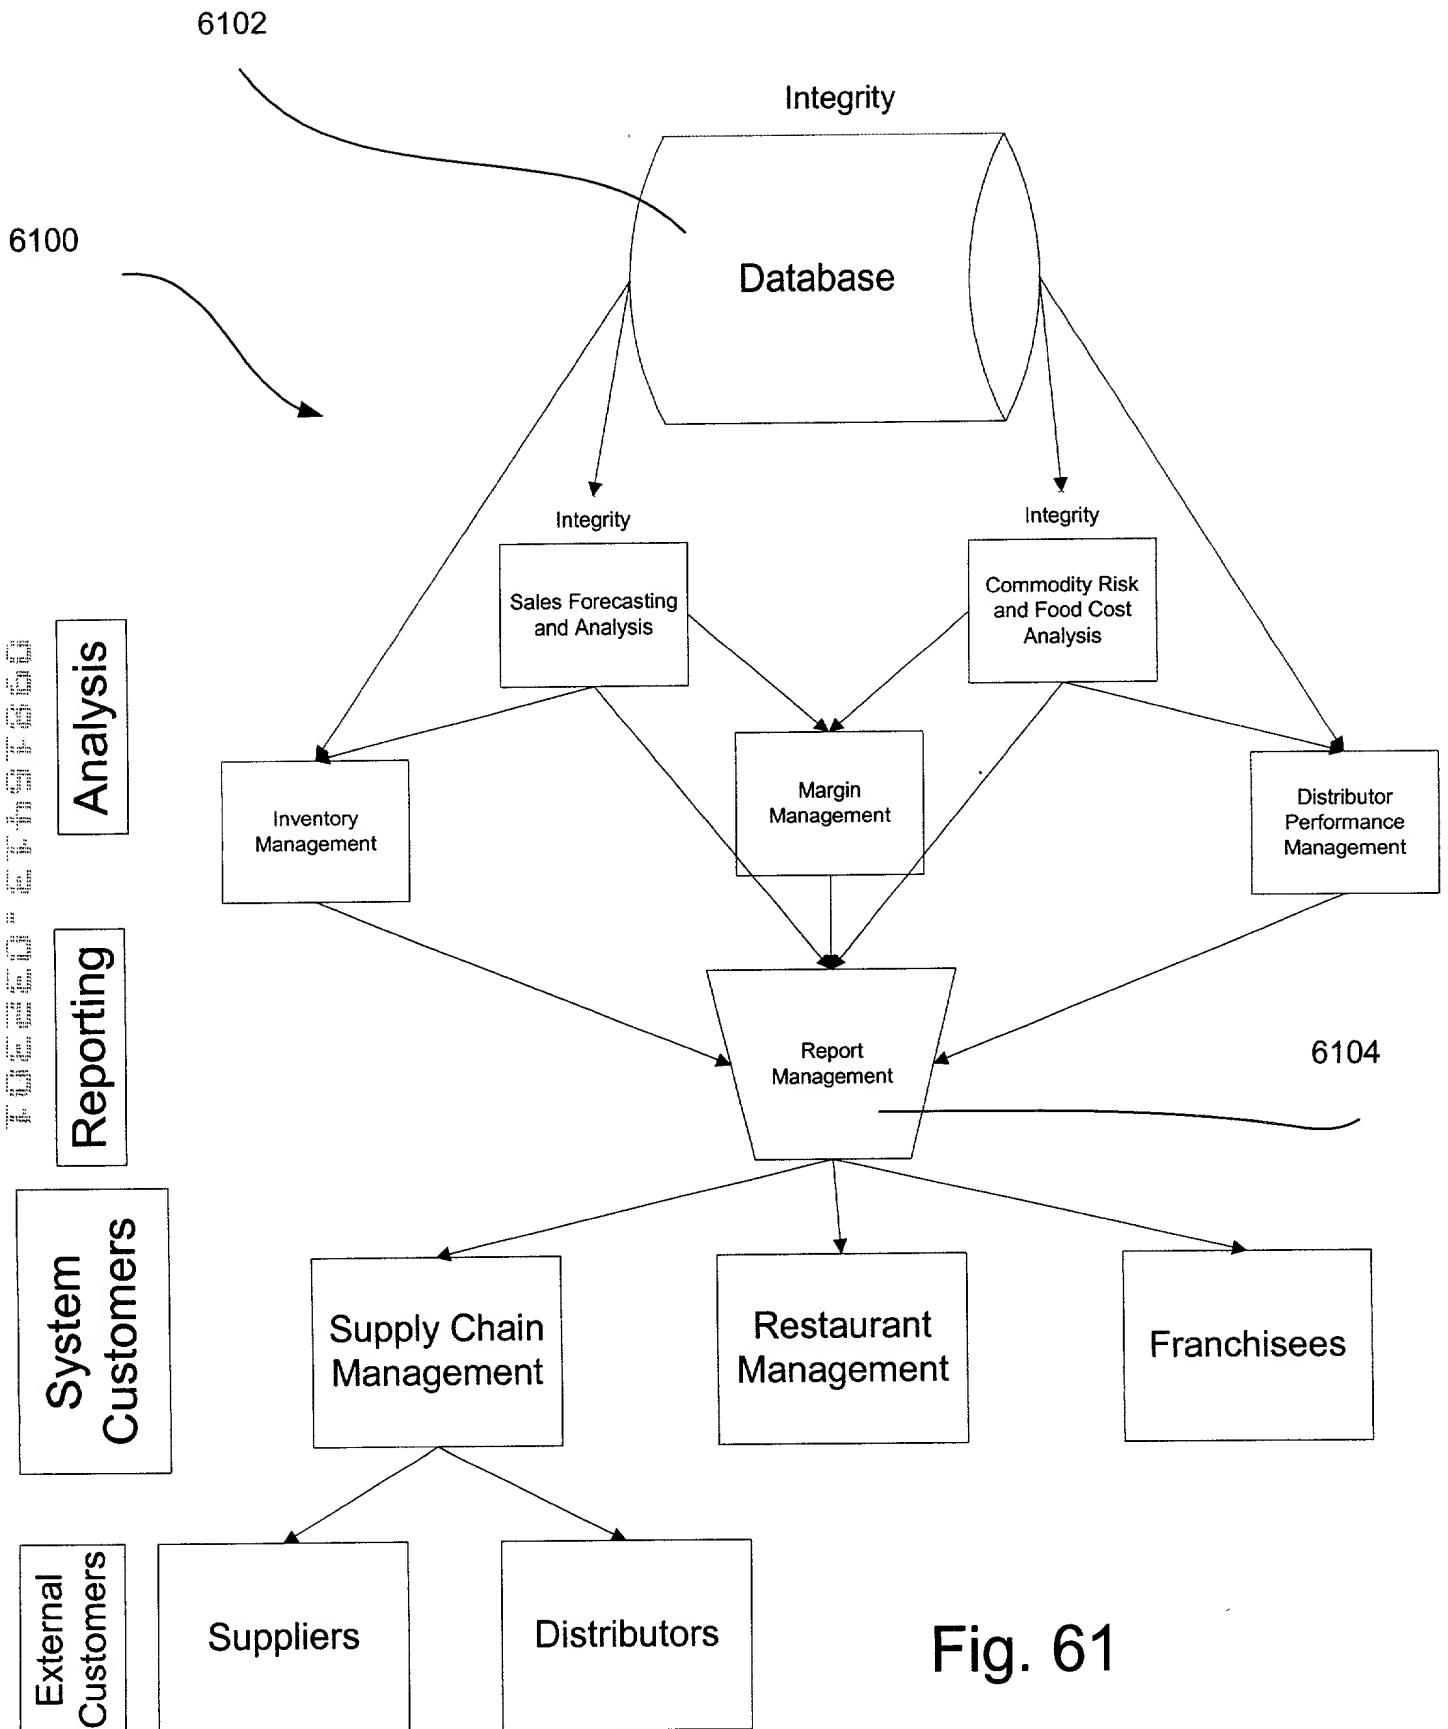 6102
Integrity
6100
Database
Integrity
Integrity
Sales Forecasting
and Analysis
Commodity Risk
and Food Cost
Analysis
Analysis
Inventory
Management
Margin
Management
Distributor
Performance
Management
Reporting
Report
Management
6104
System
Customers
Supply Chain
Management
Restaurant
Management
Franchisees
External
Customers
Suppliers
Distributors
Fig. 61